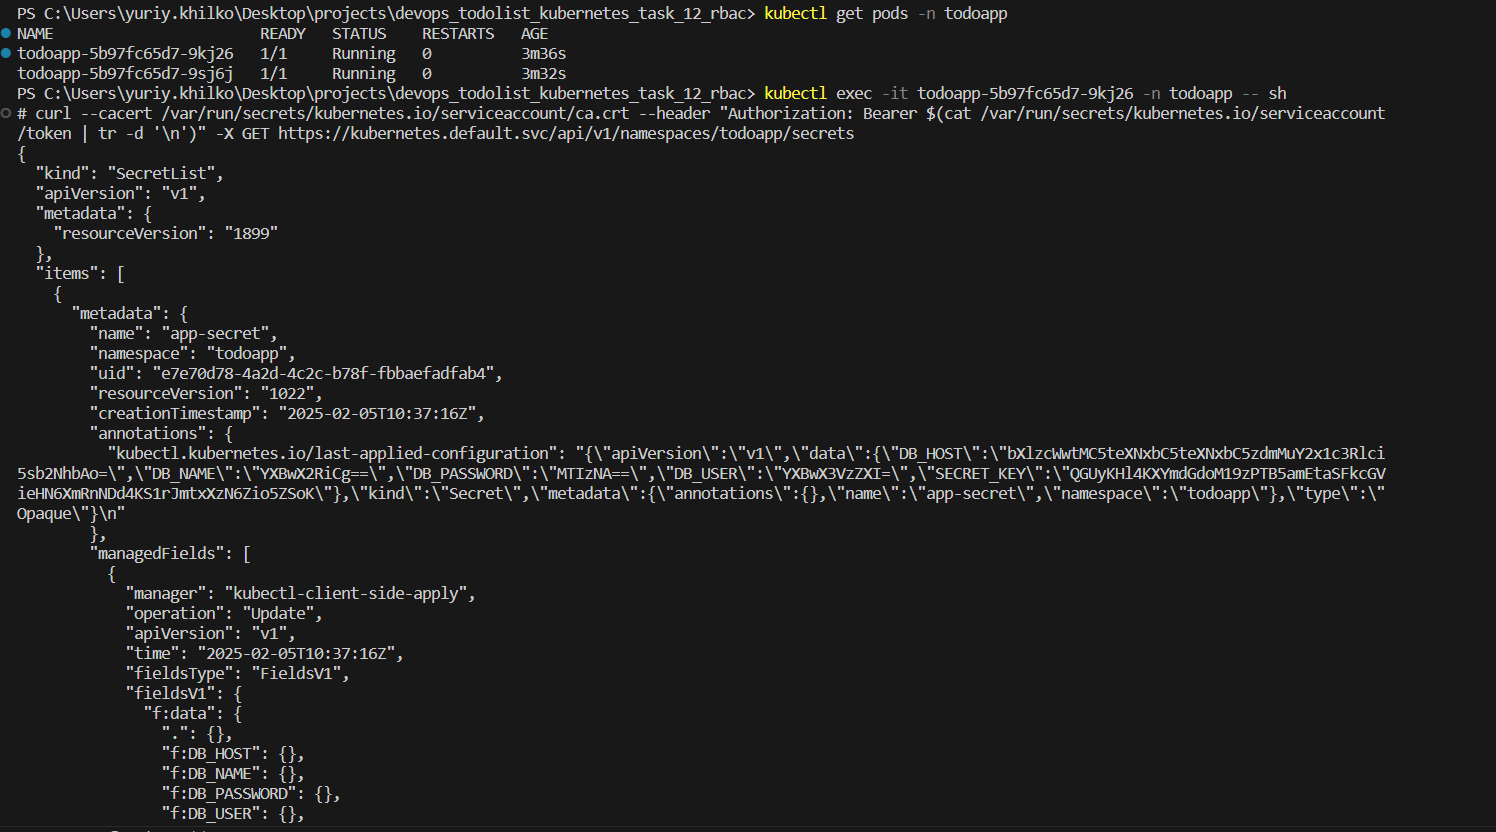 PS C:\Users\yuriy.khilko\Desktop\projects\devops_todolist_kubernetes_task_12_rbac> kubectl get pods -n todoapp
NAME                       READY   STATUS    RESTARTS   AGE
todoapp-5b97fc65d7-9kj26   1/1     Running   0          3m36s
todoapp-5b97fc65d7-9sj6j   1/1     Running   0          3m32s
PS C:\Users\yuriy.khilko\Desktop\projects\devops_todolist_kubernetes_task_12_rbac> kubectl exec -it todoapp-5b97fc65d7-9kj26 -n todoapp -- sh
# curl --cacert /var/run/secrets/kubernetes.io/serviceaccount/ca.crt --header "Authorization: Bearer $(cat /var/run/secrets/kubernetes.io/serviceaccount
/token | tr -d '\n')" -X GET https://kubernetes.default.svc/api/v1/namespaces/todoapp/secrets
{
  "kind": "SecretList",
  "apiVersion": "v1",
  "metadata": {
    "resourceVersion": "1899"
  },
  "items": [
    {
      "metadata": {
        "name": "app-secret",
        "namespace": "todoapp",
        "uid": "e7e70d78-4a2d-4c2c-b78f-fbbaefadfab4",
        "resourceVersion": "1022",
        "creationTimestamp": "2025-02-05T10:37:16Z",
        "annotations": {
          "kubectl.kubernetes.io/last-applied-configuration": "{\"apiVersion\":\"v1\",\"data\":{\"DB_HOST\":\"bXlzcWwtMC5teXNxbC5teXNxbC5zdmMuY2x1c3Rlci
5sb2NhbAo=\",\"DB_NAME\":\"YXBwX2RiCg==\",\"DB_PASSWORD\":\"MTIzNA==\",\"DB_USER\":\"YXBwX3VzZXI=\",\"SECRET_KEY\":\"QGUyKHl4KXYmdGdoM19zPTB5amEtaSFkcGV
ieHN6XmRnNDd4KS1rJmtxXzN6Zio5ZSoK\"},\"kind\":\"Secret\",\"metadata\":{\"annotations\":{},\"name\":\"app-secret\",\"namespace\":\"todoapp\"},\"type\":\"
Opaque\"}\n"
        },
        "managedFields": [
          {
            "manager": "kubectl-client-side-apply",
            "operation": "Update",
            "apiVersion": "v1",
            "time": "2025-02-05T10:37:16Z",
            "fieldsType": "FieldsV1",
            "fieldsV1": {
              "f:data": {
                ".": {},
                "f:DB_HOST": {},
                "f:DB_NAME": {},
                "f:DB_PASSWORD": {},
                "f:DB_USER": {},